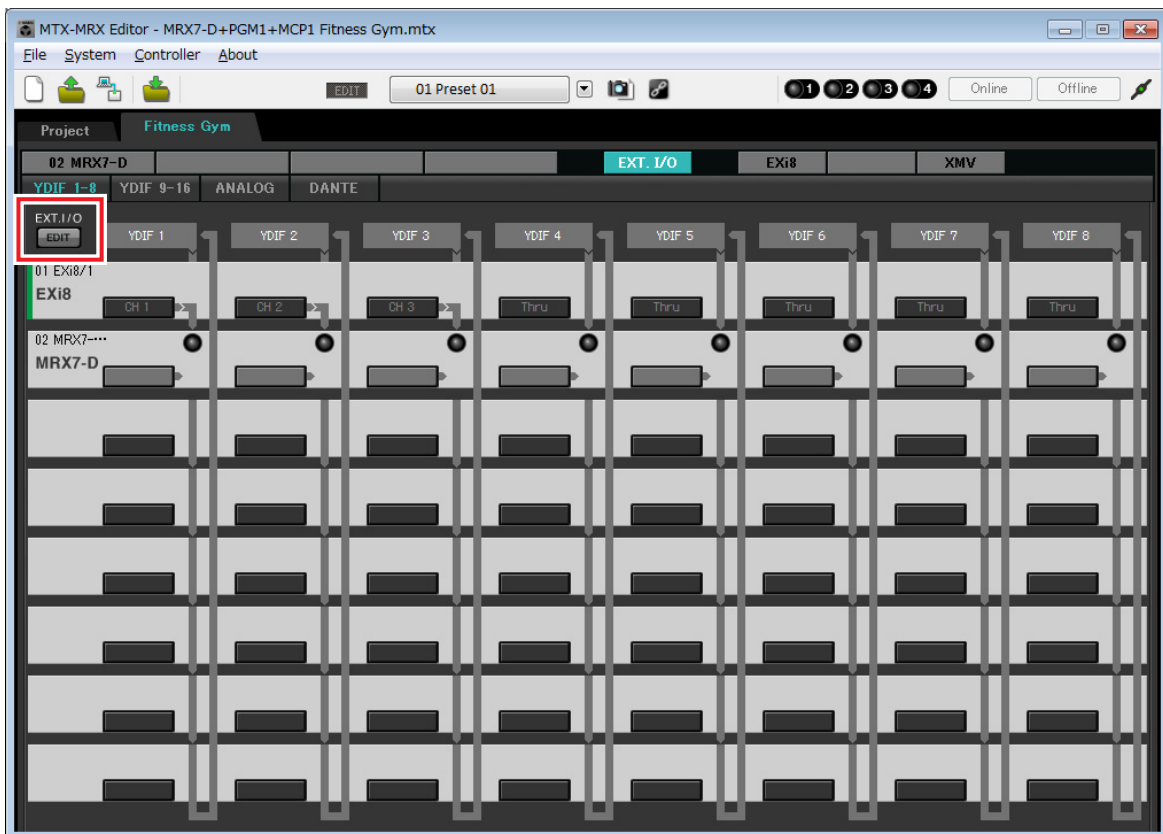 MTX-MRX Editor - MRX7-D+PGM1+MCP1 Fitness Gym.mtx
File System Controller About
EDIT 01 Preset 01 1 2 3 4 Online Offline
Project Fitness Gym
02 MRX7-D EXT. I/O EXi8 XMV
YDIF 1-8 YDIF 9-16 ANALOG DANTE
EXT.I/O
EDIT YDIF 1 YDIF 2 YDIF 3 YDIF 4 YDIF 5 YDIF 6 YDIF 7 YDIF 8
01 EXi8/1
EXi8
CH 1 CH 2 CH 3 Thru Thru Thru Thru Thru
02 MRX7-···
MRX7-D